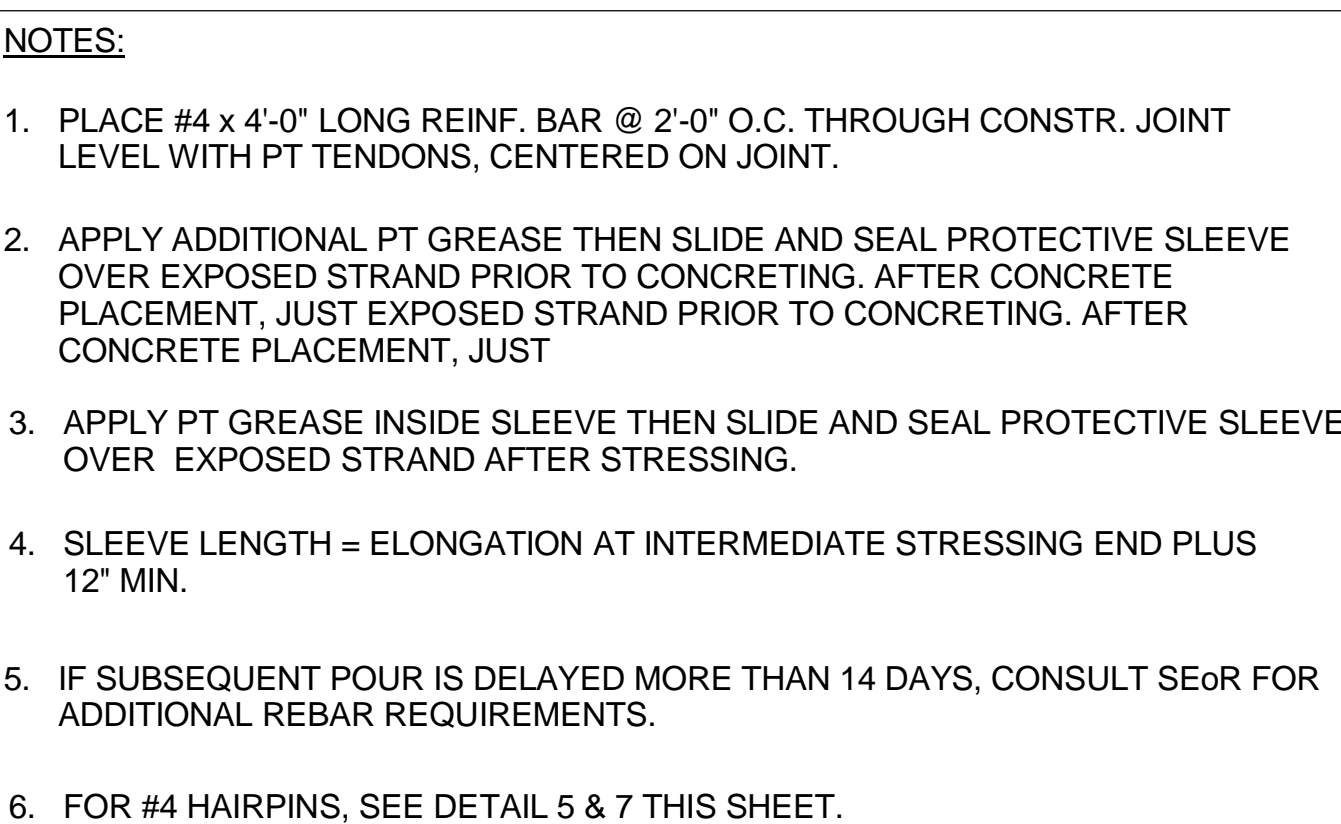 NOTES:
1. PLACE #4 x 4'-0" LONG REINF. BAR @ 2'-0" O.C. THROUGH CONSTR. JOINT
LEVEL WITH PT TENDONS, CENTERED ON JOINT.
2. APPLY ADDITIONAL PT GREASE THEN SLIDE AND SEAL PROTECTIVE SLEEVE
OVER EXPOSED STRAND PRIOR TO CONCRETING. AFTER CONCRETE
PLACEMENT, JUST EXPOSED STRAND PRIOR TO CONCRETING. AFTER
CONCRETE PLACEMENT, JUST
3. APPLY PT GREASE INSIDE SLEEVE THEN SLIDE AND SEAL PROTECTIVE SLEEVE
OVER EXPOSED STRAND AFTER STRESSING.
4. SLEEVE LENGTH = ELONGATION AT INTERMEDIATE STRESSING END PLUS
12" MIN.
5. IF SUBSEQUENT POUR IS DELAYED MORE THAN 14 DAYS, CONSULT SEoR FOR
ADDITIONAL REBAR REQUIREMENTS.
6. FOR #4 HAIRPINS, SEE DETAIL 5 & 7 THIS SHEET.